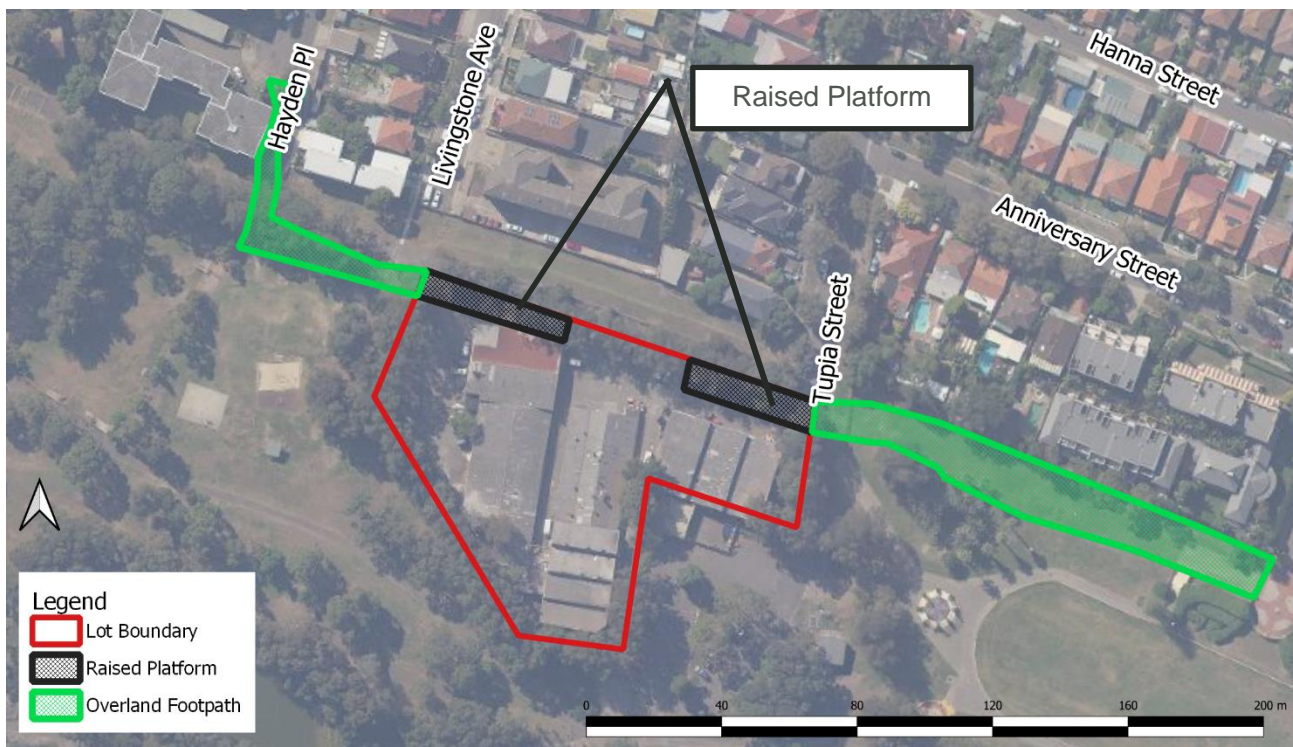 Hayden Pl
Livingstone Ave
Raised Platform
Hanna Street
Anniversary Street
Tupia Street
Legend
Lot Boundary
Raised Platform
Overland Footpath
0 40 80 120 160 200 m